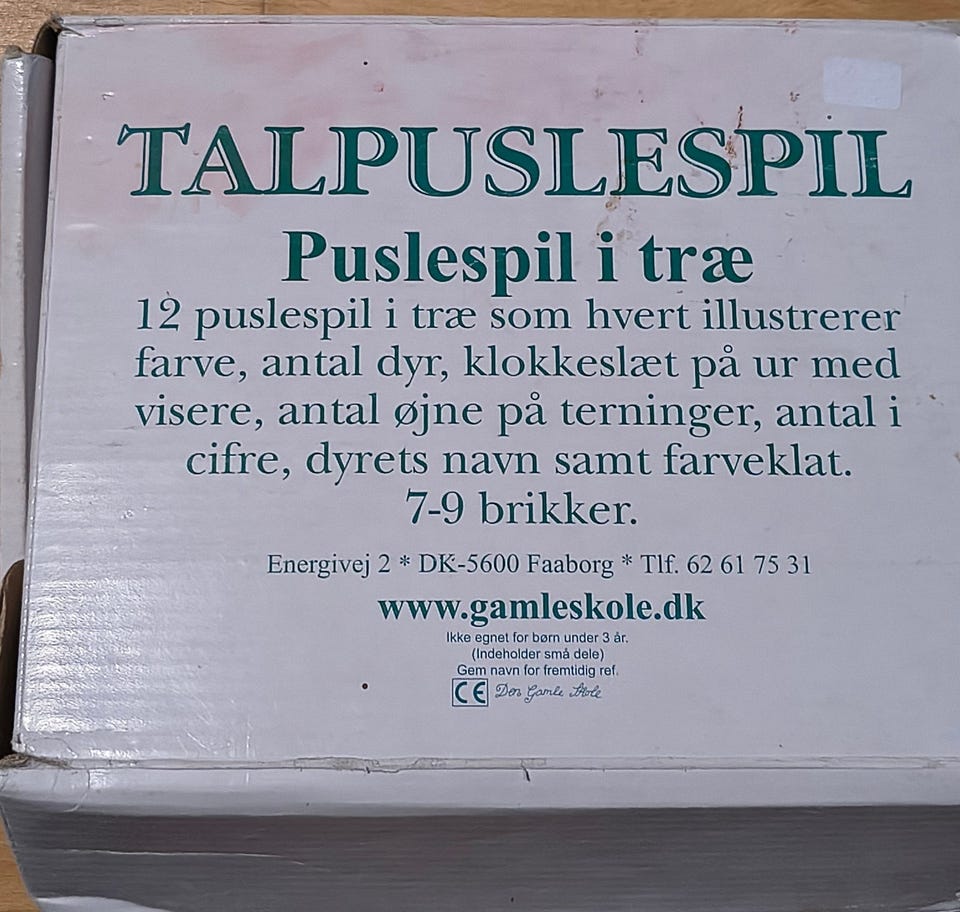 TALPUSLESPIL
Puslespil i træ
12 puslespil i træ som hvert illustrerer
farve, antal dyr, klokkeslæt på ur med
visere, antal øjne på terninger, antal i
cifre, dyrets navn samt farveklat.
7-9 brikker.
Energivej 2 * DK-5600 Faaborg * Tlf. 62 61 75 31
www.gamleskole.dk
Ikke egnet for børn under 3 år.
(Indeholder små dele)
Gem navn for fremtidig ref.
CE Den Gamle Skole